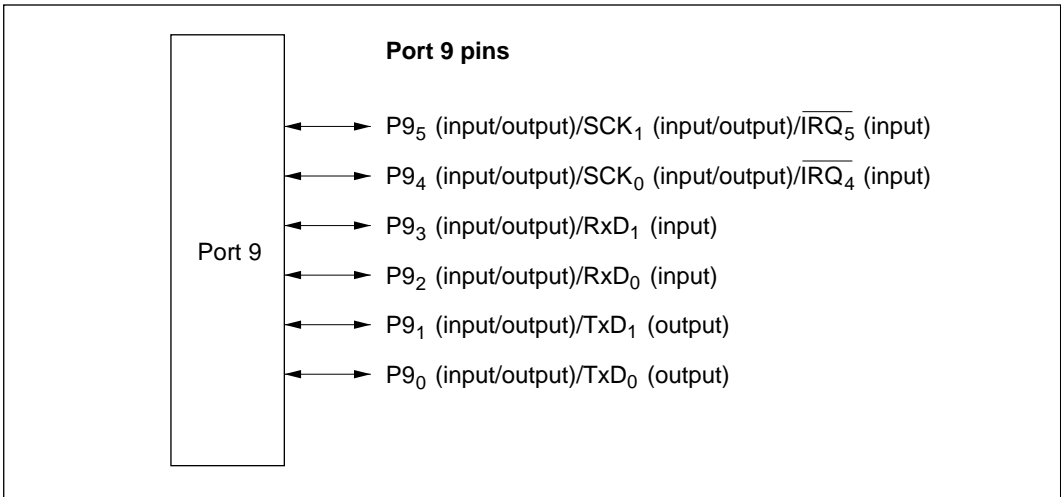 Port 9 pins
P9₅ (input/output)/SCK₁ (input/output)/I̅R̅Q̅₅̅ (input)
P9₄ (input/output)/SCK₀ (input/output)/I̅R̅Q̅₄̅ (input)
P9₃ (input/output)/RxD₁ (input)
Port 9
P9₂ (input/output)/RxD₀ (input)
P9₁ (input/output)/TxD₁ (output)
P9₀ (input/output)/TxD₀ (output)